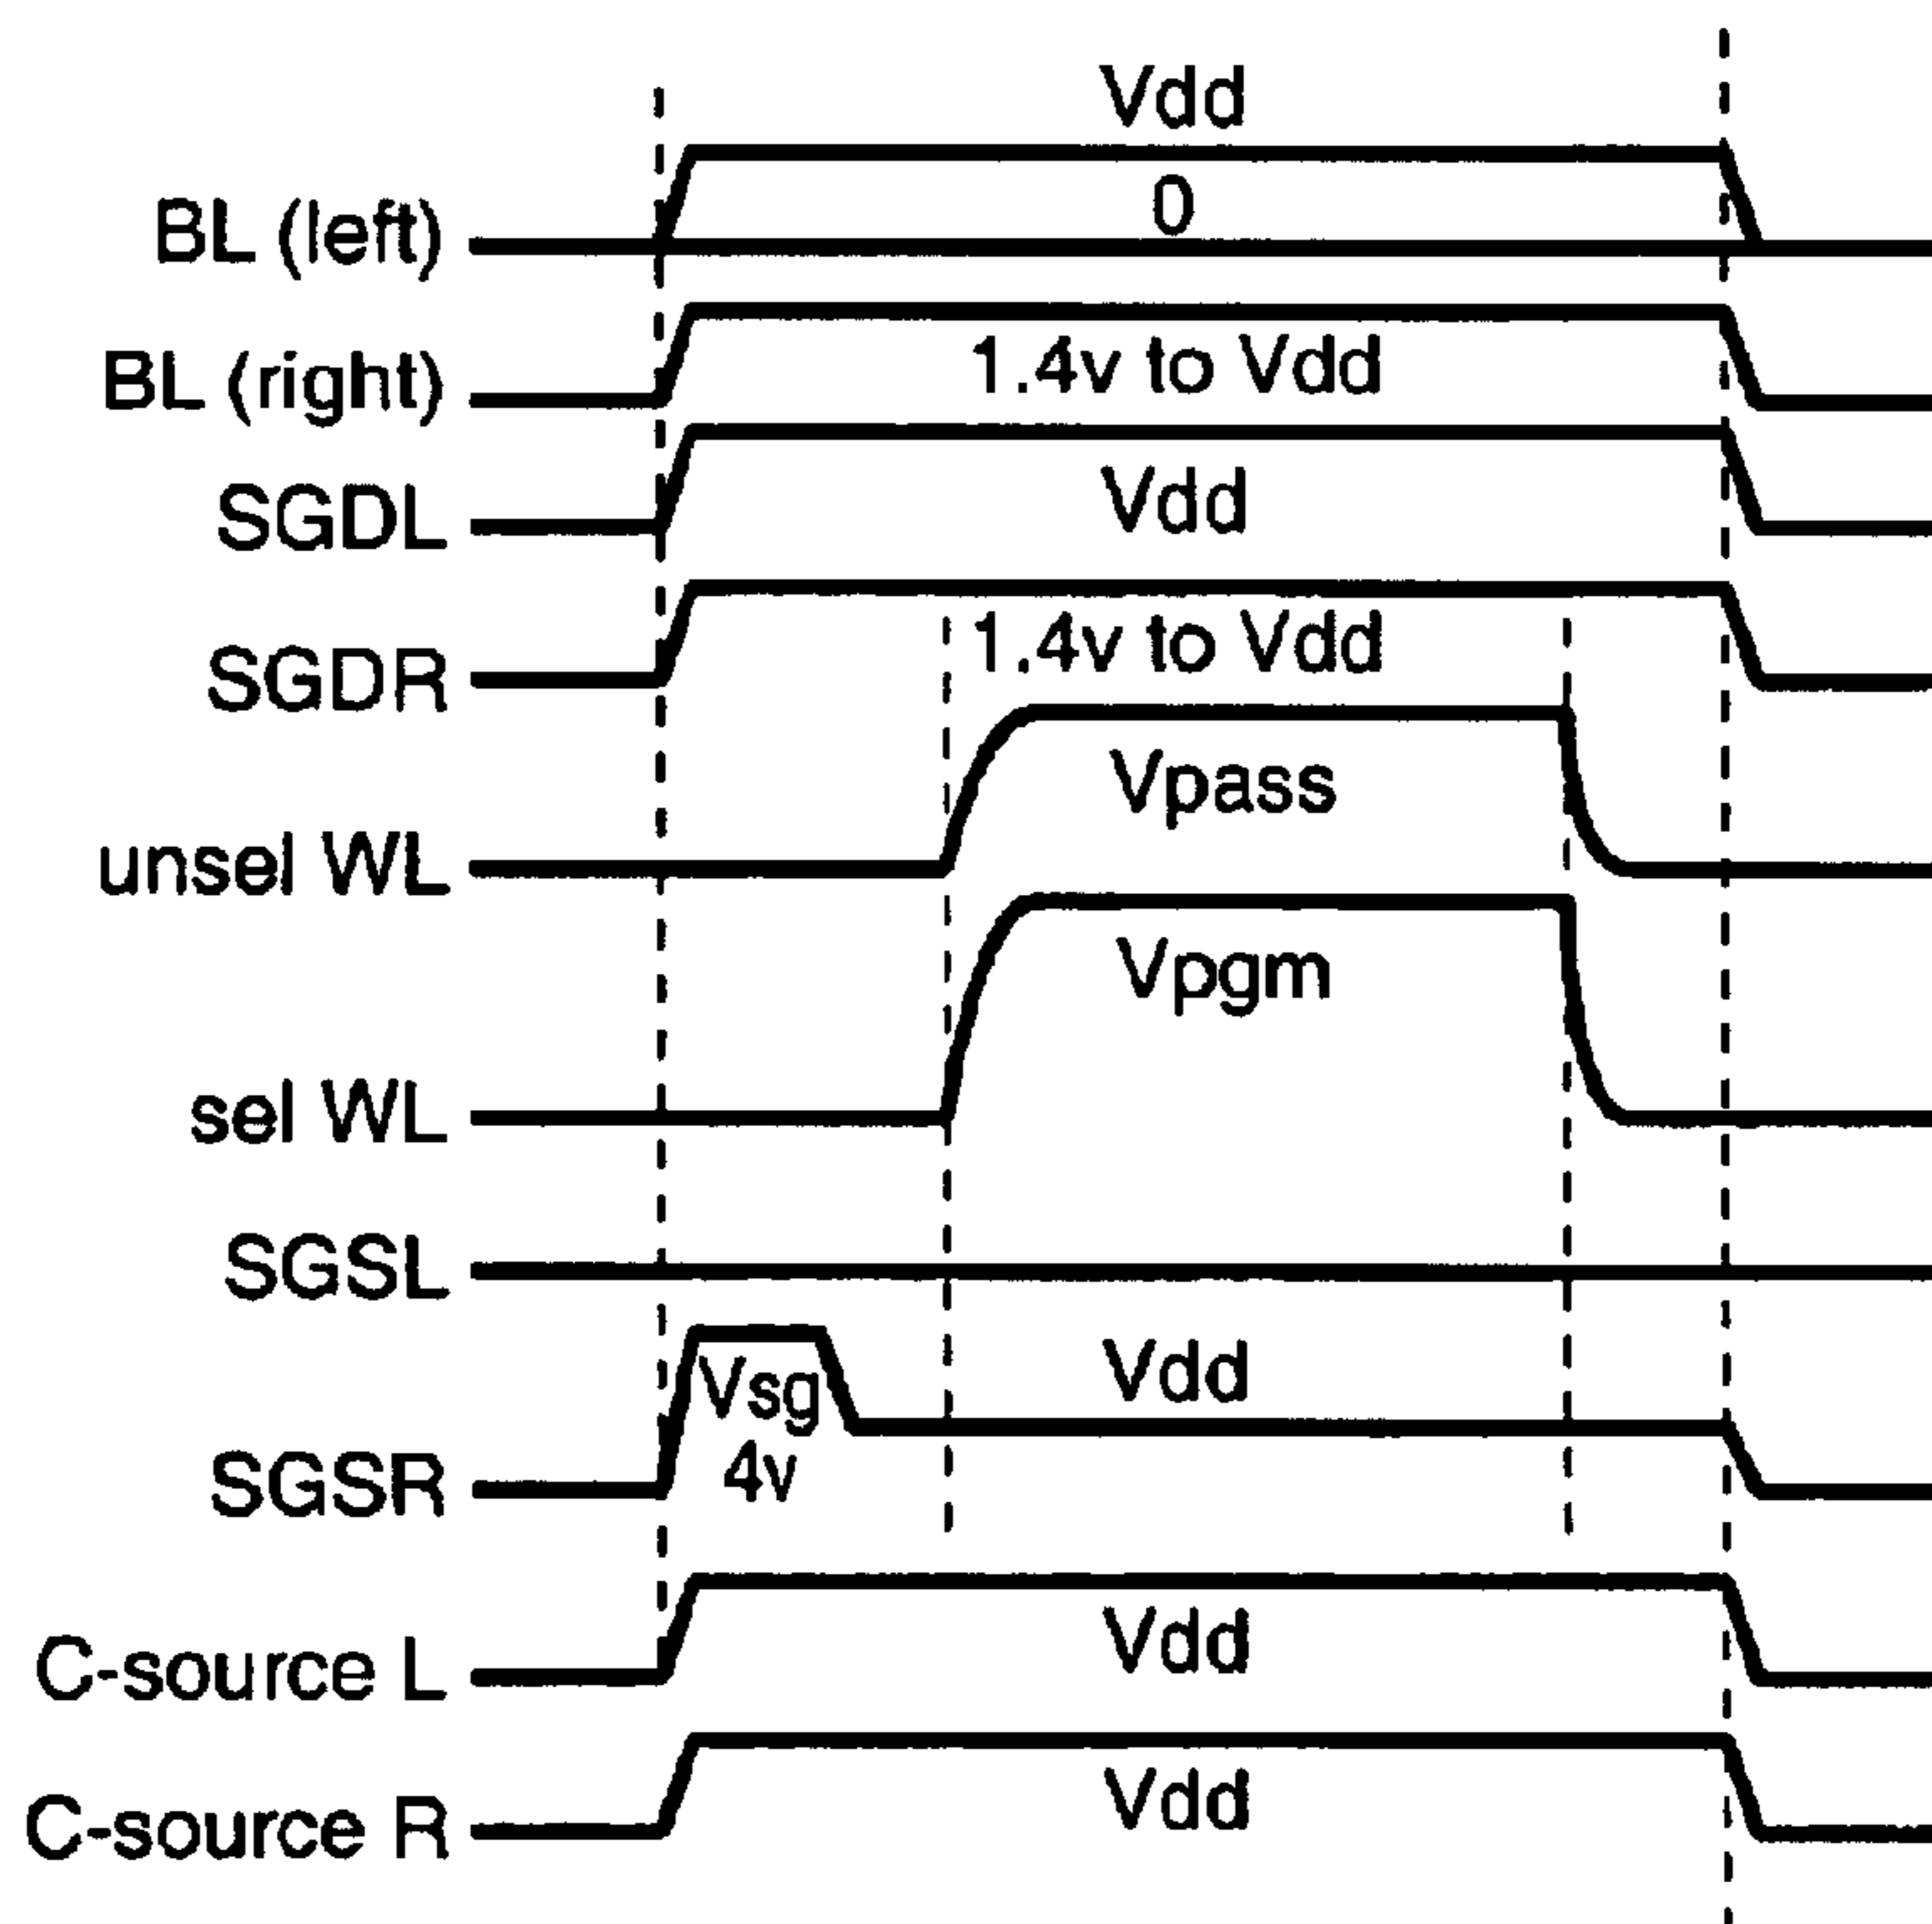 Vdd
0
BL (left)
BL (right)
1.4v to Vdd
SGDL
Vdd
SGDR
1.4v to Vdd
unsel WL
Vpass
Vpgm
sel WL
SGSL
Vsg
4v
Vdd
SGSR
C-source L
Vdd
C-source R
Vdd